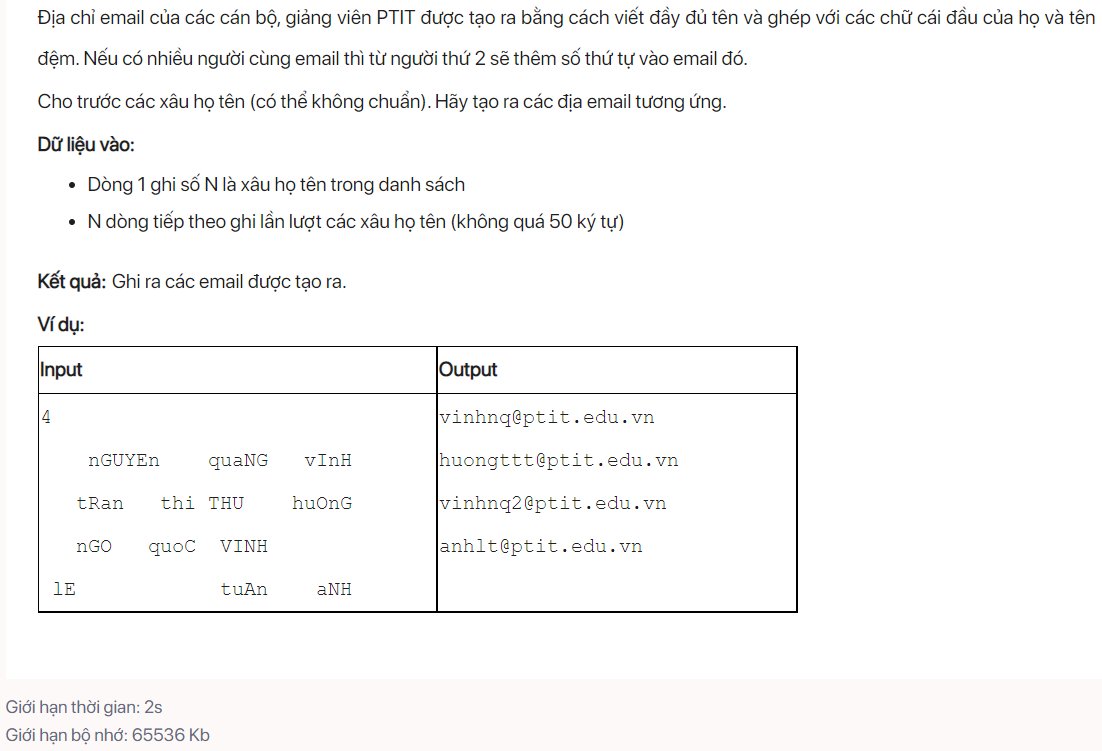 Địa chỉ email của các cán bộ, giảng viên PTIT được tạo ra bằng cách viết đầy đủ tên và ghép với các chữ cái đầu của họ và tên
đệm. Nếu có nhiều người cùng email thì từ người thứ 2 sẽ thêm số thứ tự vào email đó.
Cho trước các xâu họ tên (có thể không chuẩn). Hãy tạo ra các địa email tương ứng.
Dữ liệu vào:
• Dòng 1 ghi số N là xâu họ tên trong danh sách
• N dòng tiếp theo ghi lần lượt các xâu họ tên (không quá 50 ký tự)
Kết quả: Ghi ra các email được tạo ra.
Ví dụ:
Input Output
4 vinhnq@ptit.edu.vn
nGUYEn quaNG vInH huongttt@ptit.edu.vn
tRan thi THU huOnG vinhnq2@ptit.edu.vn
nGO quoC VINH anhlt@ptit.edu.vn
lE tuAn aNH
Giới hạn thời gian: 2s
Giới hạn bộ nhớ: 65536 Kb